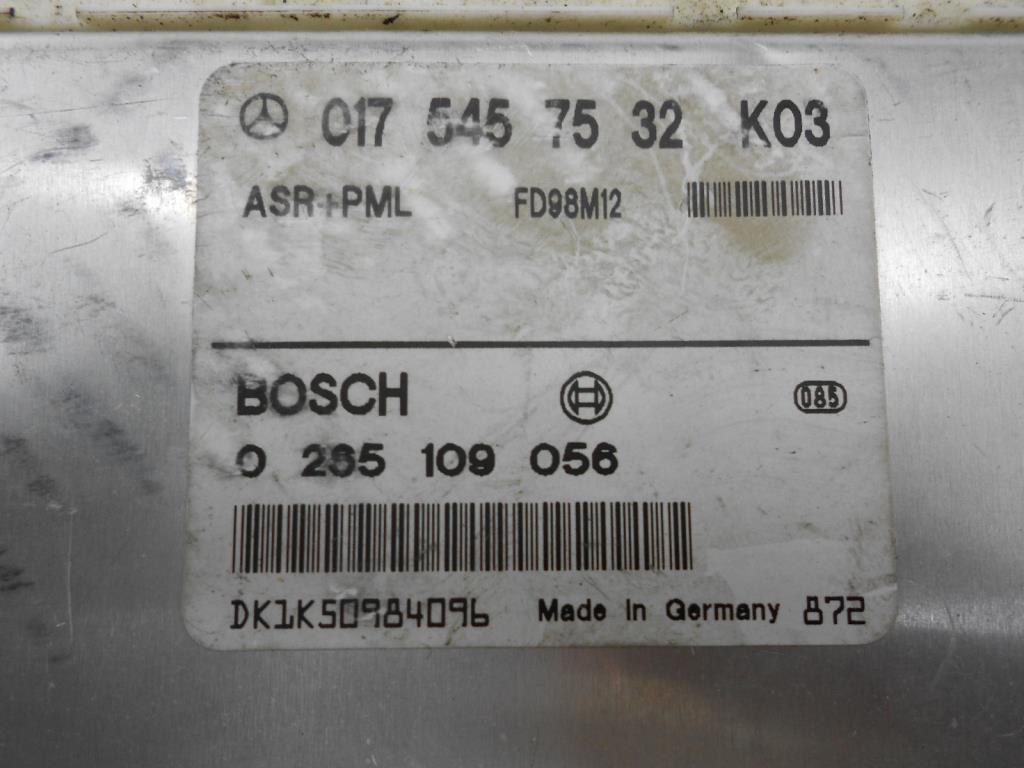 017 545 75 32 K03
ASR+PML FD98M12
BOSCH 085
0 265 109 056
DK1K50984096 Made in Germany 872